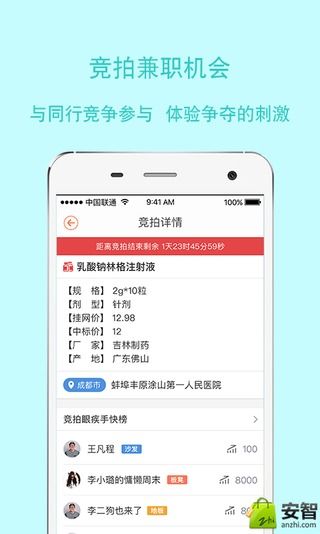 竞拍兼职机会
与同行竞争参与 体验争夺的刺激
中国联通 9:41 AM 100%
竞拍详情
距离竞拍结束剩余 1天23时45分59秒
乳酸钠林格注射液
【规 格】 2g*10粒
【剂 型】 针剂
【挂网价】 12.98
【中标价】 12
【厂 家】 吉林制药
【产 地】 广东佛山
成都市 蚌埠丰原涂山第一人民医院
竞拍眼疾手快榜
王凡程 沙发 100
李小璐的慵懒周末 板凳 8000
李二狗也来了 地板
安智
anzhi.com